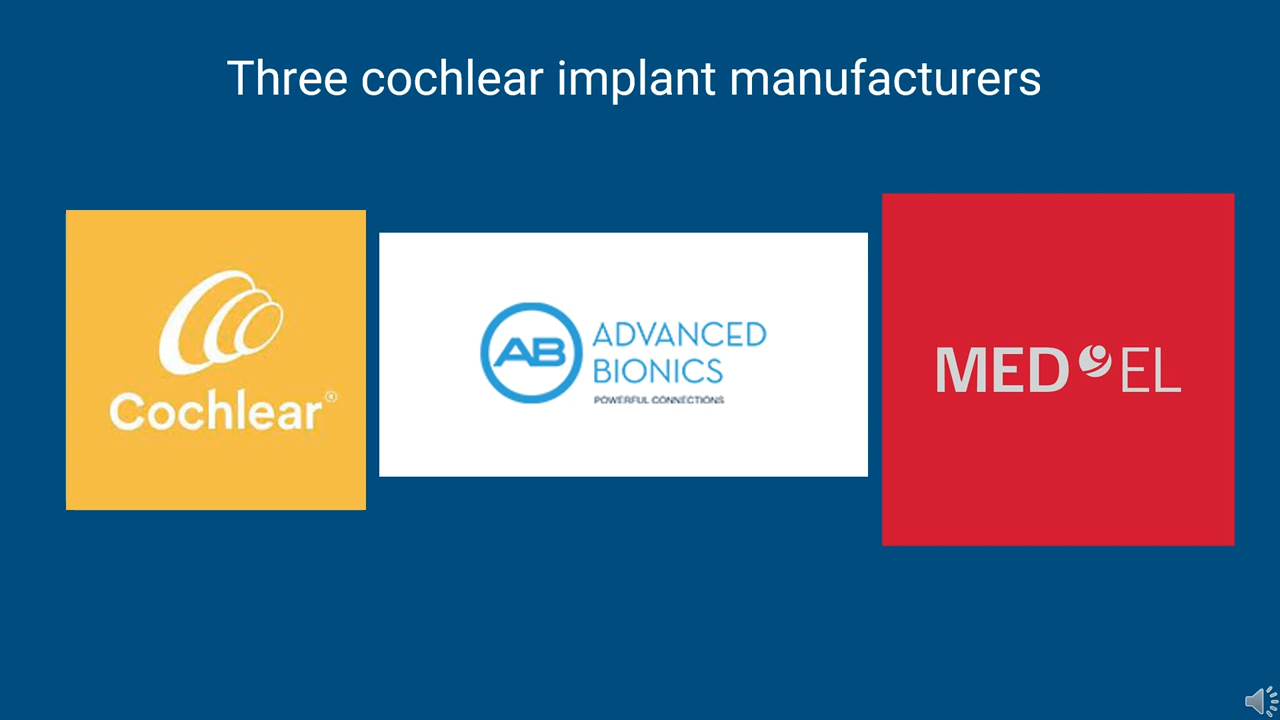 Three cochlear implant manufacturers
Cochlear®
AB
ADVANCED
BIONICS
POWERFUL CONNECTIONS
MED EL